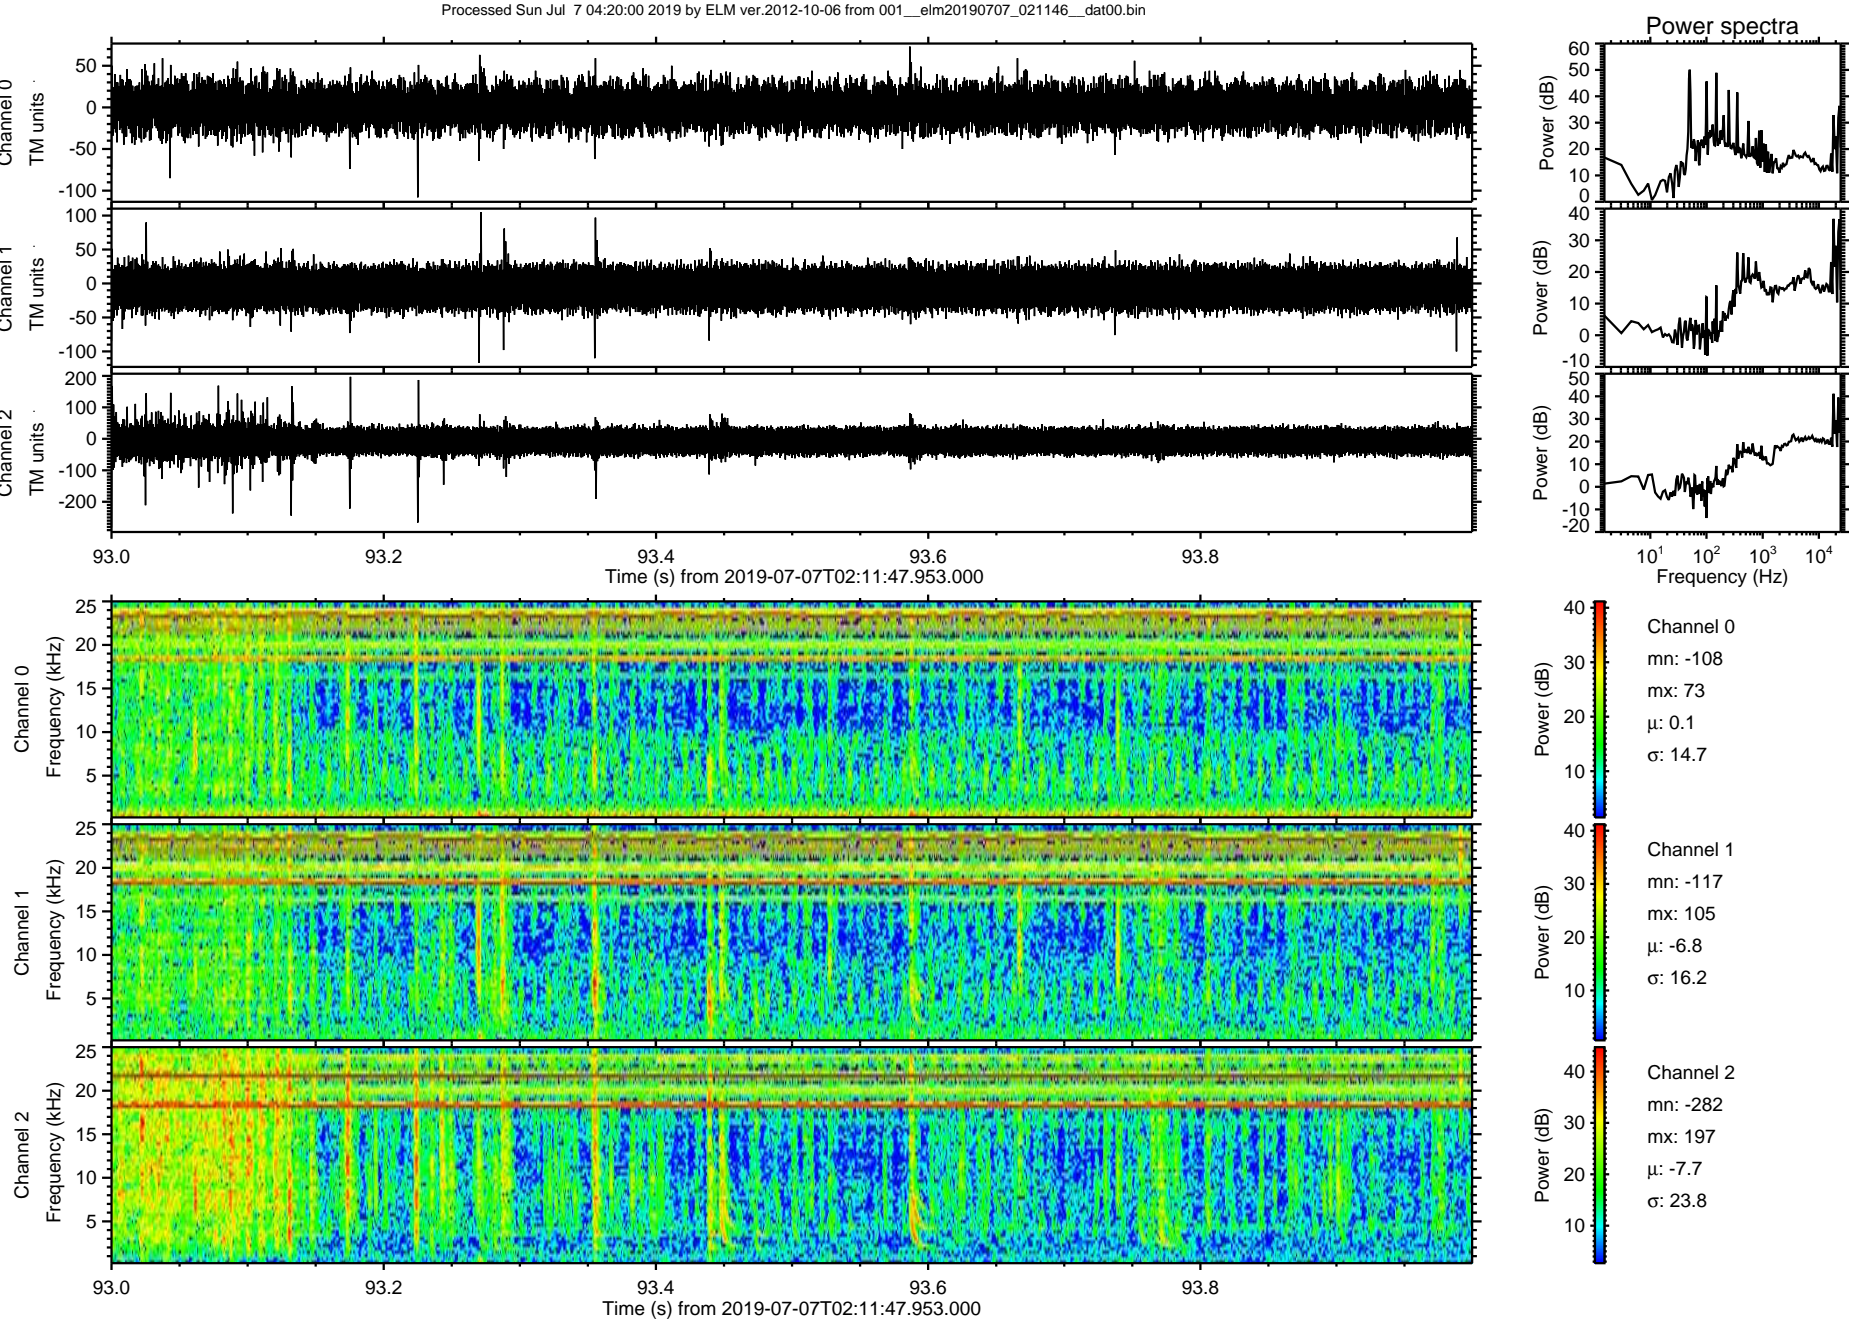 Processed Sun Jul 7 04:20:00 2019 by ELM ver.2012-10-06 from 001__elm20190707_021146__dat00.bin
Power spectra
Channel 0
TM units
50
0
-50
-100
Power (dB)
60
50
40
30
20
10
0
Channel 1
TM units
100
50
0
-50
-100
Power (dB)
40
30
20
10
0
-10
Channel 2
TM units
200
100
0
-100
-200
Power (dB)
50
40
30
20
10
0
-10
-20
93.0 93.2 93.4 93.6 93.8
Time (s) from 2019-07-07T02:11:47.953.000
10¹ 10² 10³ 10⁴
Frequency (Hz)
Channel 0
Frequency (kHz)
25
20
15
10
5
Power (dB)
40
30
20
10
Channel 0
mn: -108
mx: 73
μ: 0.1
σ: 14.7
Channel 1
Frequency (kHz)
25
20
15
10
5
Power (dB)
40
30
20
10
Channel 1
mn: -117
mx: 105
μ: -6.8
σ: 16.2
Channel 2
Frequency (kHz)
25
20
15
10
5
Power (dB)
40
30
20
10
Channel 2
mn: -282
mx: 197
μ: -7.7
σ: 23.8
93.0 93.2 93.4 93.6 93.8
Time (s) from 2019-07-07T02:11:47.953.000